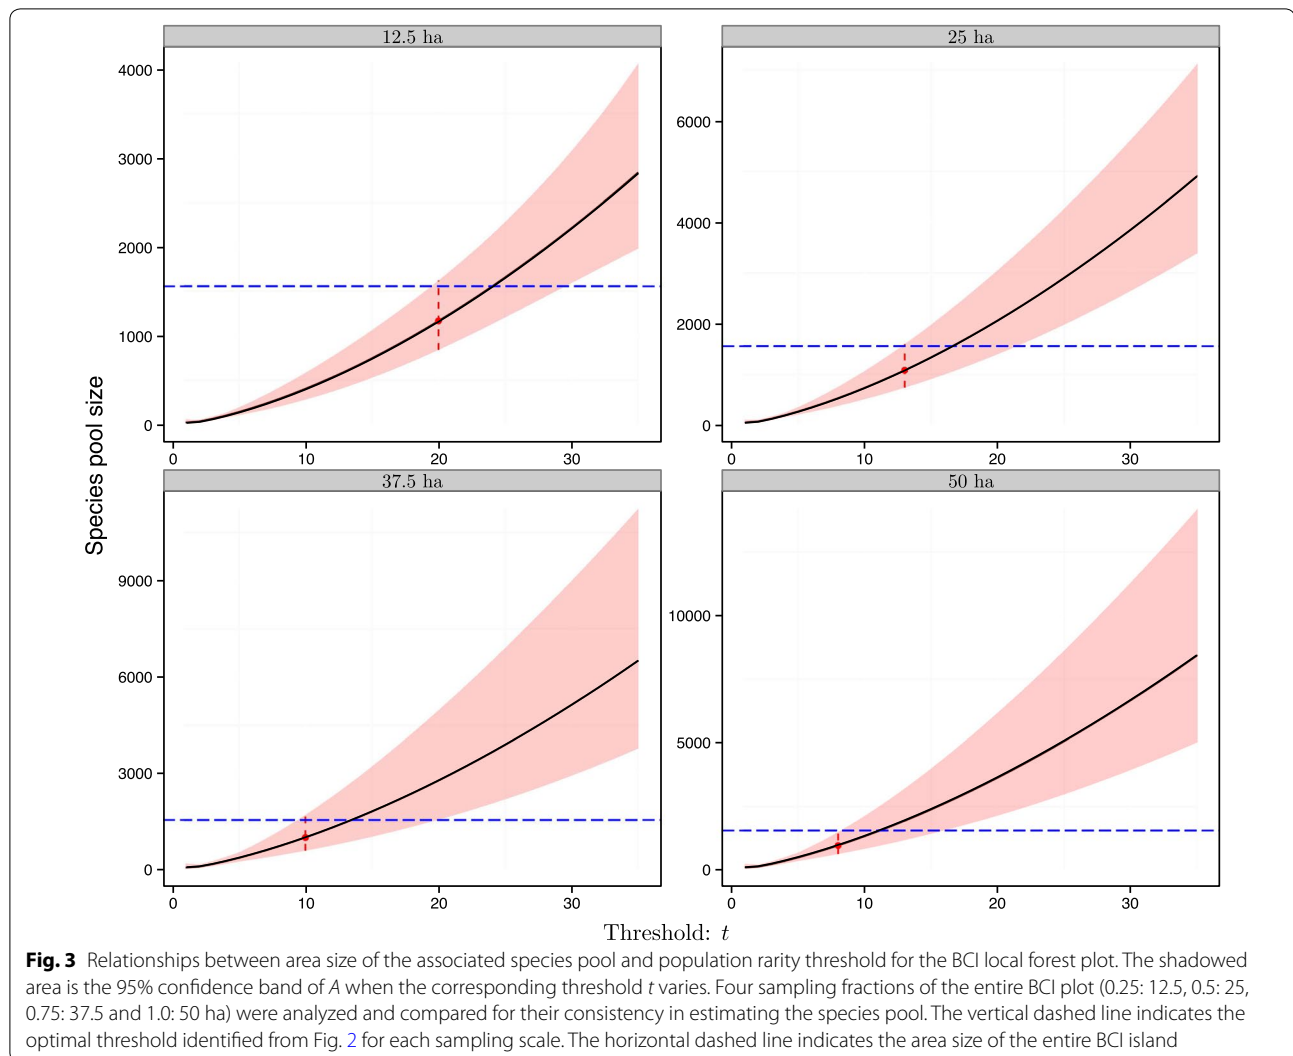 12.5 ha
25 ha
4000
3000
2000
1000
0
6000
4000
2000
0
0 10 20 30
0 10 20 30
Species pool size
37.5 ha
50 ha
9000
6000
3000
0
10000
5000
0
0 10 20 30
0 10 20 30
Threshold: t
Fig. 3 Relationships between area size of the associated species pool and population rarity threshold for the BCI local forest plot. The shadowed
area is the 95% confidence band of A when the corresponding threshold t varies. Four sampling fractions of the entire BCI plot (0.25: 12.5, 0.5: 25,
0.75: 37.5 and 1.0: 50 ha) were analyzed and compared for their consistency in estimating the species pool. The vertical dashed line indicates the
optimal threshold identified from Fig. 2 for each sampling scale. The horizontal dashed line indicates the area size of the entire BCI island